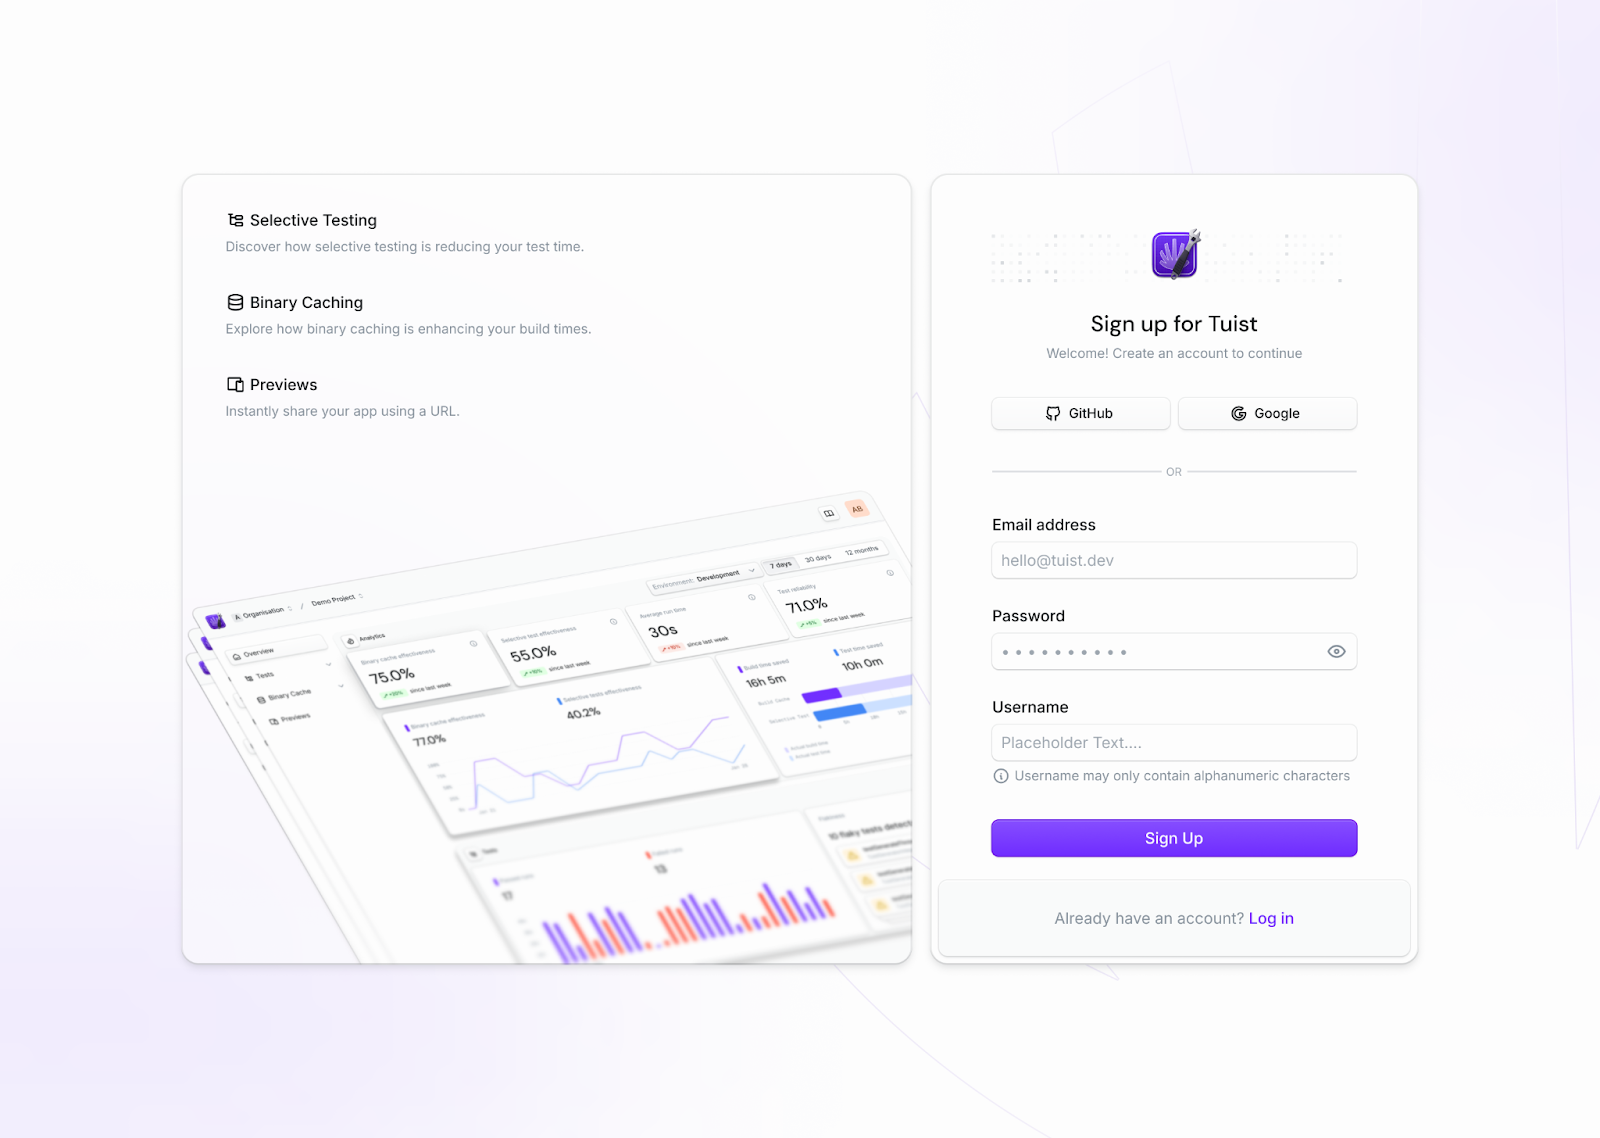 Selective Testing
Discover how selective testing is reducing your test time.
Binary Caching
Explore how binary caching is enhancing your build times.
Previews
Instantly share your app using a URL.
AB
A Organisation / Demo Project
Environment: Development
7 days 30 days 12 months
Overview
Tests
Binary Cache
Previews
Analytics
Binary cache effectiveness
75.0%
since last week
Selective test effectiveness
55.0%
since last week
Average run time
30s
since last week
Test reliability
71.0%
since last week
Binary cache effectiveness
77.0%
Selective tests effectiveness
40.2%
Build time saved
16h 5m
Test time saved
10h 0m
Build Cache
Selective Test
Tests
17
13
Flakiness
10 flaky tests
Sign up for Tuist
Welcome! Create an account to continue
GitHub
Google
OR
Email address
hello@tuist.dev
Password
Username
Placeholder Text....
Username may only contain alphanumeric characters
Sign Up
Already have an account? Log in